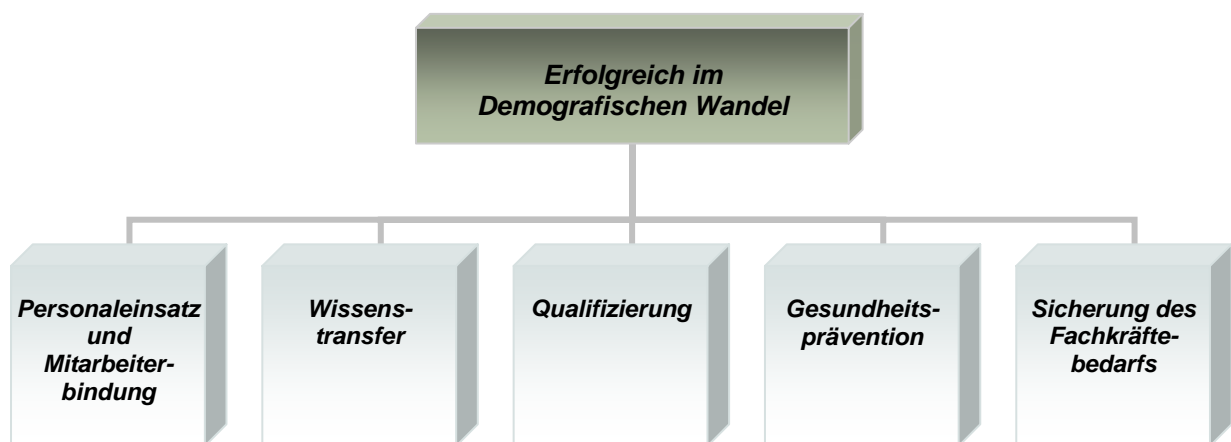 Erfolgreich im
Demografischen Wandel
Personaleinsatz
und
Mitarbeiter-
bindung
Wissens-
transfer
Qualifizierung
Gesundheits-
prävention
Sicherung des
Fachkräfte-
bedarfs